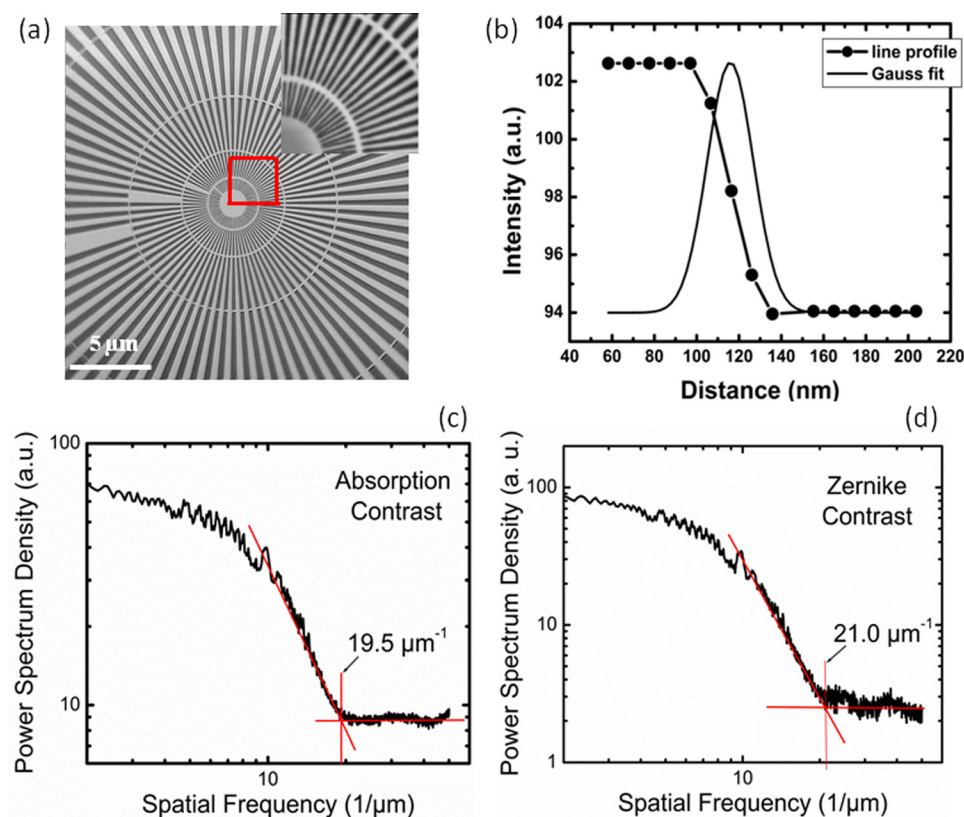 (a)
5 µm
(b)
104
102
100
98
96
94
92
Intensity (a.u.)
line profile
Gauss fit
40 60 80 100 120 140 160 180 200 220
Distance (nm)
(c)
100
10
Power Spectrum Density (a.u.)
Absorption
Contrast
19.5 µm⁻¹
10
Spatial Frequency (1/µm)
(d)
100
10
1
Power Spectrum Density (a. u.)
Zernike
Contrast
21.0 µm⁻¹
10
Spatial Frequency (1/µm)